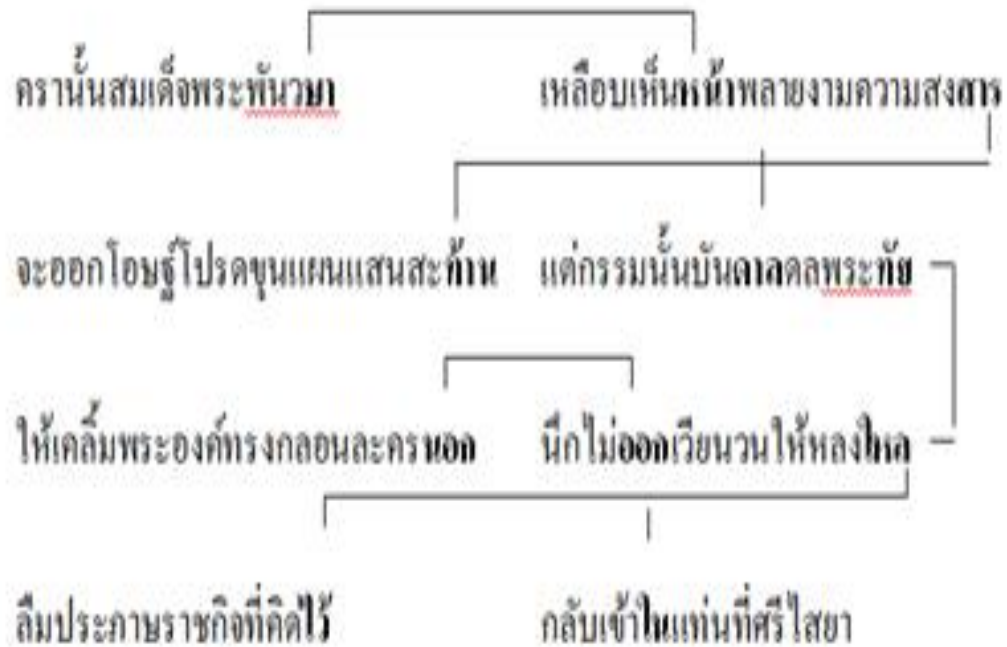 ครานั้นสมเด็จพระพันวษา เหลือบเห็นหน้าพลายงามความสงสาร
จะออกโอษฐ์โปรดขุนแผนแสนสะท้าน แต่กรรมนั้นบันดาลดลพระทัย
ให้เคลิ้มพระองค์ทรงกลอนละครนอก นึกไม่ออกเวียนวนให้หลงใหล
ลืมประภาษราชกิจที่คิดไว้ กลับเข้าในแท่นที่ศรีไสยา